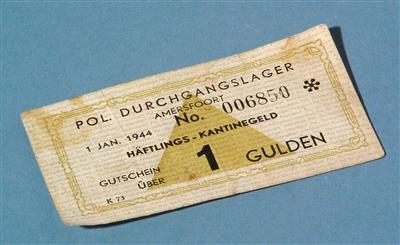 POL. DURCHGANGSLAGER
AMERSFOORT
1 JAN. 1944 No. 006850 *
HÄFTLINGS - KANTINEGELD
GUTSCHEIN
ÜBER 1 GULDEN
K 73